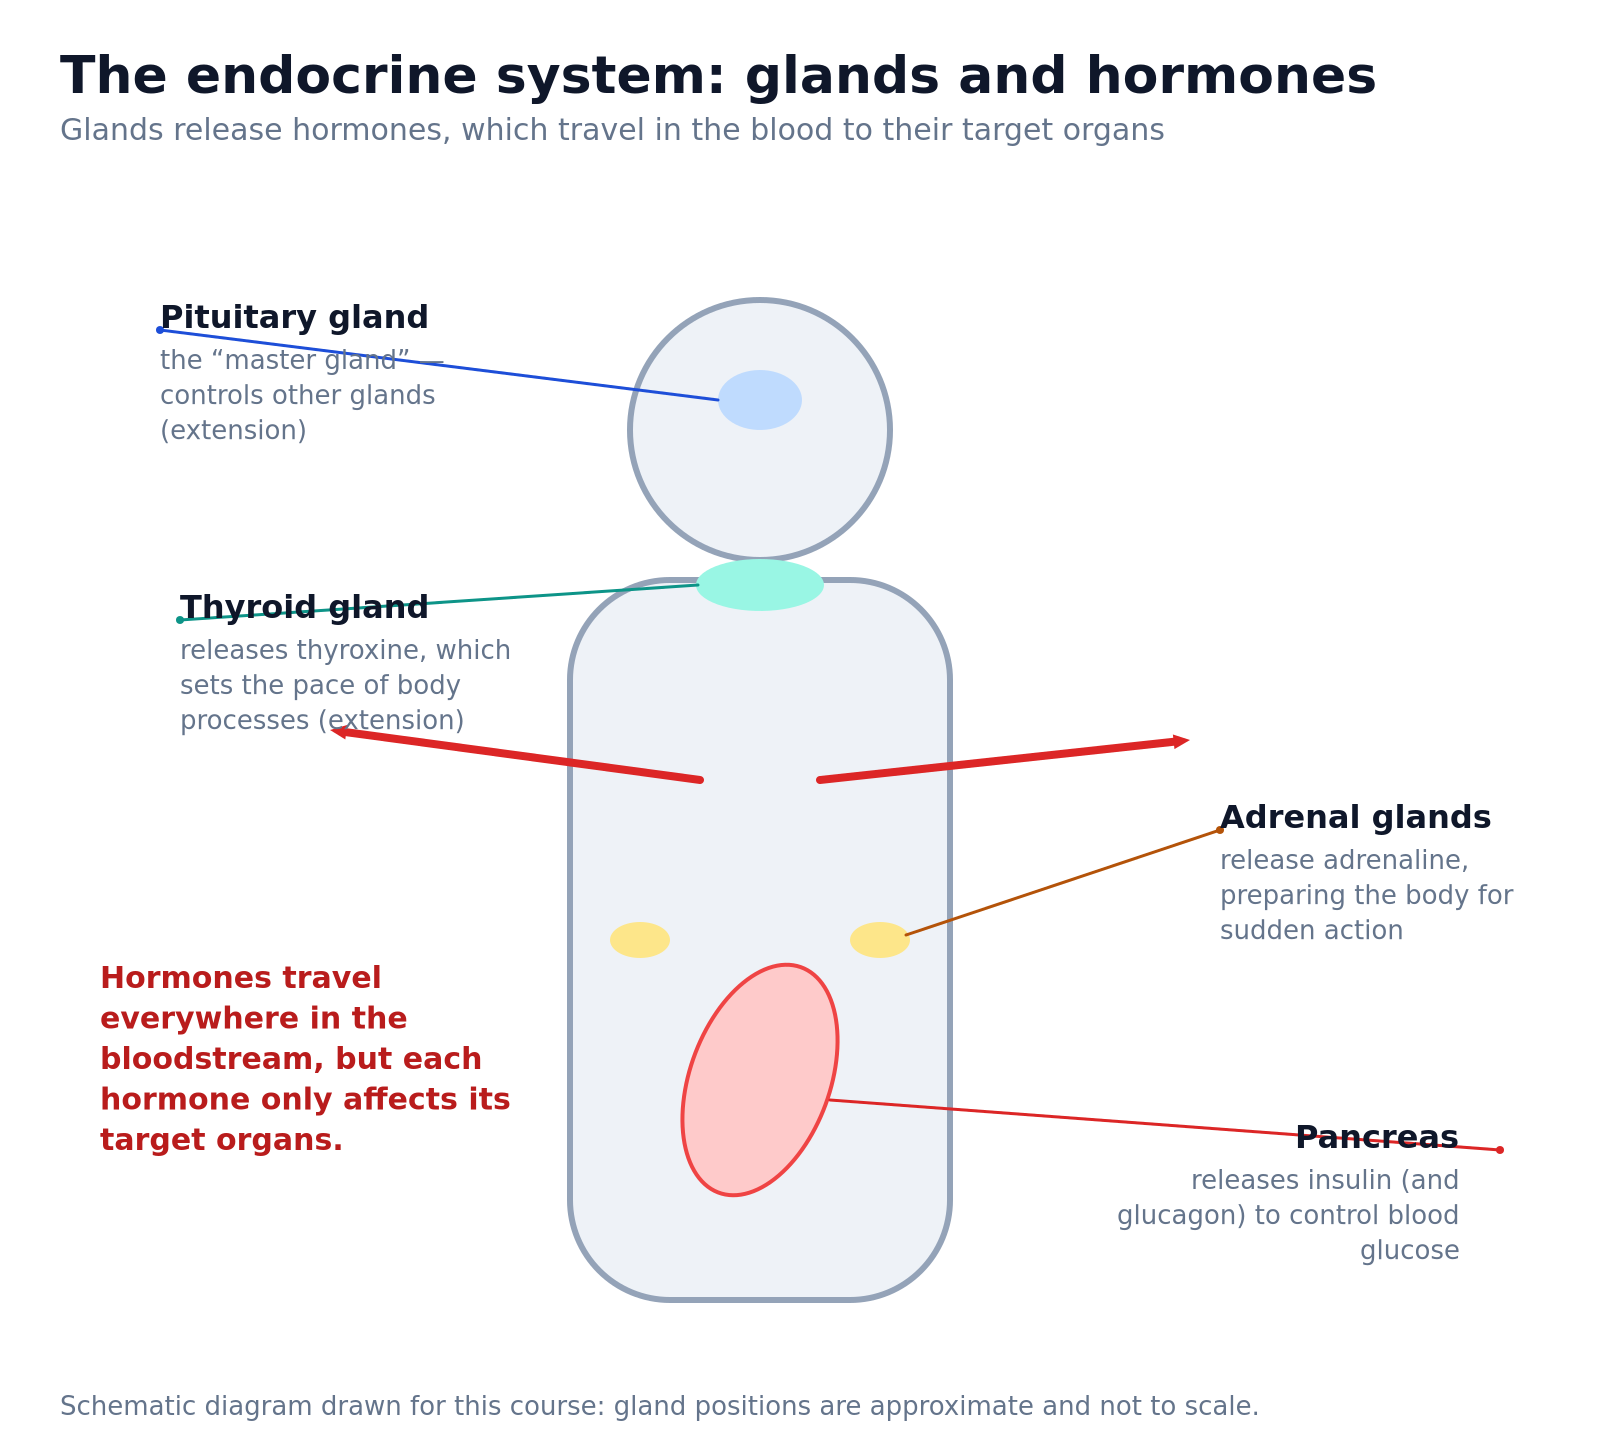 The endocrine system: glands and hormones
Glands release hormones, which travel in the blood to their target organs
Pituitary gland
the “master gland” —
controls other glands
(extension)
Thyroid gland
releases thyroxine, which
sets the pace of body
processes (extension)
Adrenal glands
release adrenaline,
preparing the body for
sudden action
Hormones travel
everywhere in the
bloodstream, but each
hormone only affects its
target organs.
Pancreas
releases insulin (and
glucagon) to control blood
glucose
Schematic diagram drawn for this course: gland positions are approximate and not to scale.